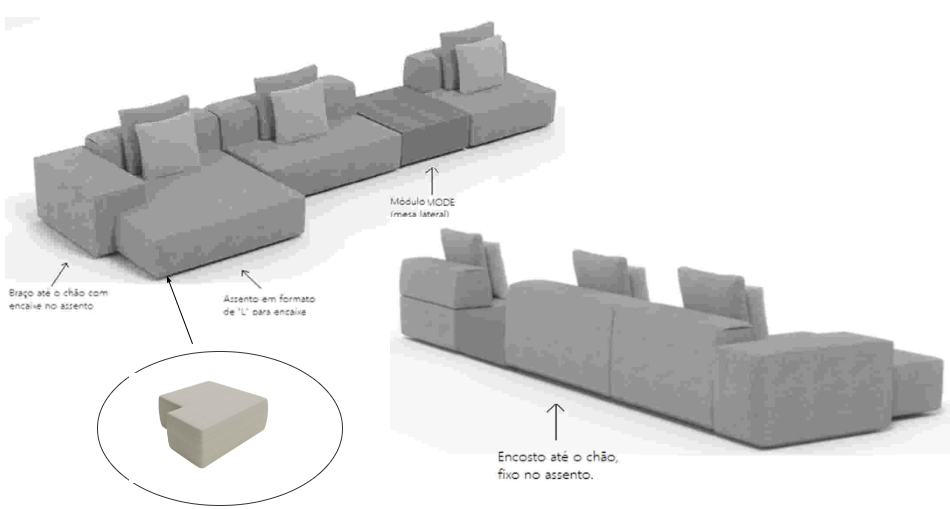 Módulo MODE
(mesa lateral)
Braço até o chão com
encaixe no assento
Assento em formato
de "L" para encaixe
Encosto até o chão,
fixo no assento.